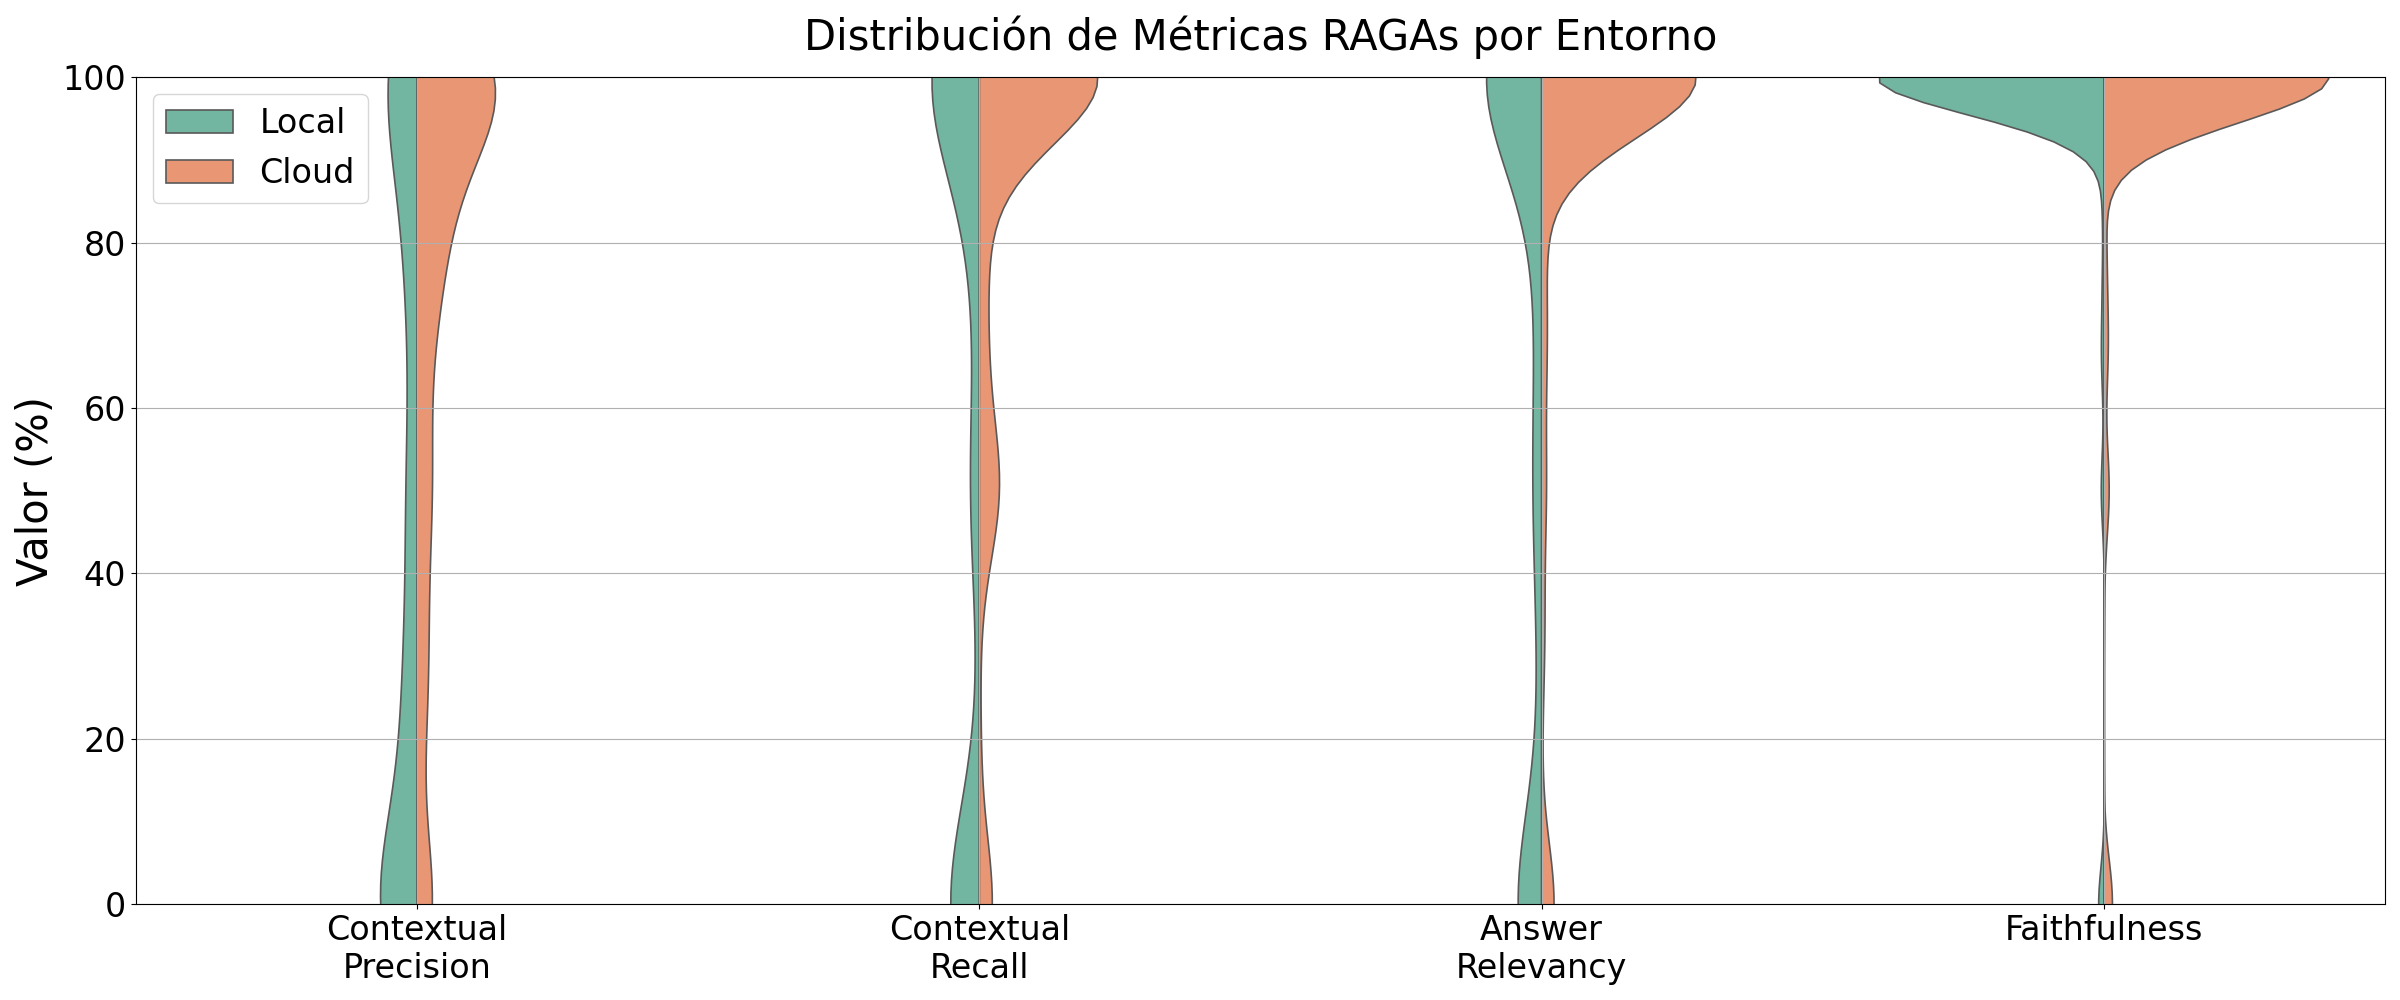 Distribución de Métricas RAGAs por Entorno
Valor (%)
100
80
60
40
20
0
Local
Cloud
Contextual
Precision
Contextual
Recall
Answer
Relevancy
Faithfulness